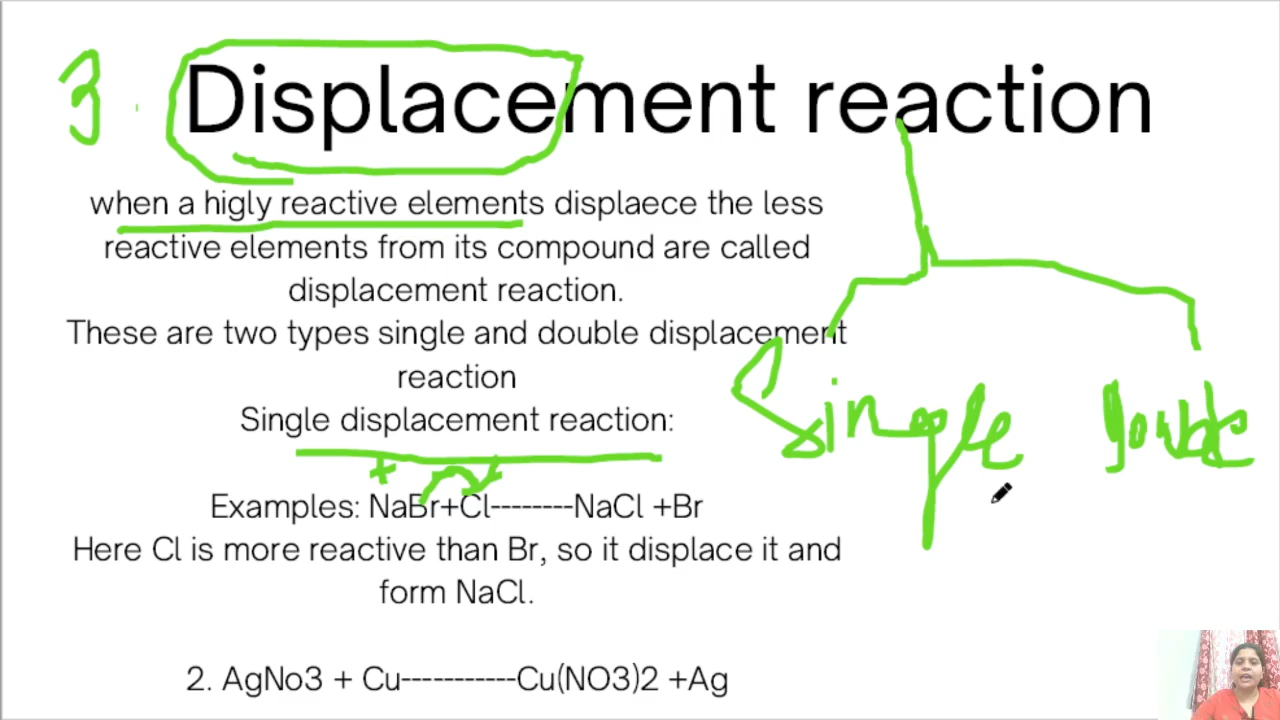 3. Displacement reaction
when a higly reactive elements displaece the less
reactive elements from its compound are called
displacement reaction.
These are two types single and double displacement
reaction
Single displacement reaction:
Single double
+
Examples: NaBr+Cl--------NaCl +Br
Here Cl is more reactive than Br, so it displace it and
form NaCl.
2. AgNo3 + Cu-----------Cu(NO3)2 +Ag